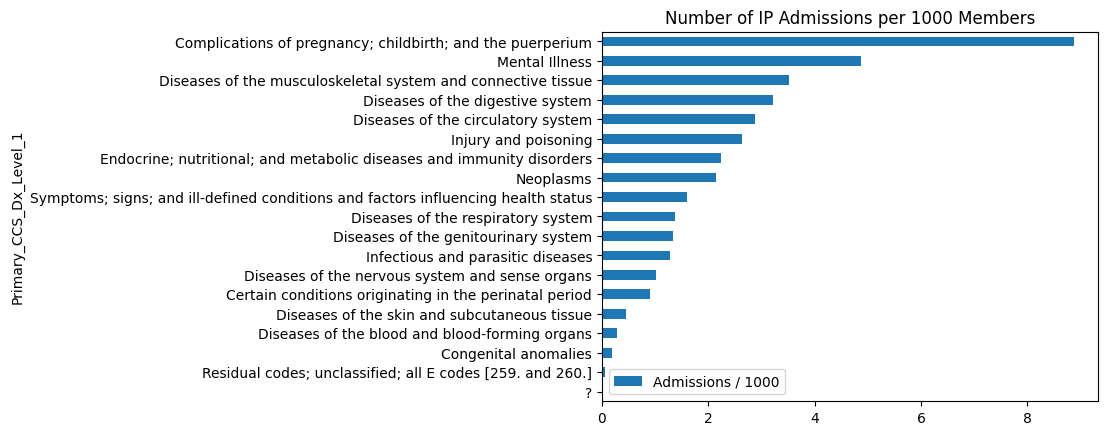 Number of IP Admissions per 1000 Members
Primary_CCS_Dx_Level_1
Complications of pregnancy; childbirth; and the puerperium
Mental Illness
Diseases of the musculoskeletal system and connective tissue
Diseases of the digestive system
Diseases of the circulatory system
Injury and poisoning
Endocrine; nutritional; and metabolic diseases and immunity disorders
Neoplasms
Symptoms; signs; and ill-defined conditions and factors influencing health status
Diseases of the respiratory system
Diseases of the genitourinary system
Infectious and parasitic diseases
Diseases of the nervous system and sense organs
Certain conditions originating in the perinatal period
Diseases of the skin and subcutaneous tissue
Diseases of the blood and blood-forming organs
Congenital anomalies
Residual codes; unclassified; all E codes [259. and 260.]
?
Admissions / 1000
0 2 4 6 8